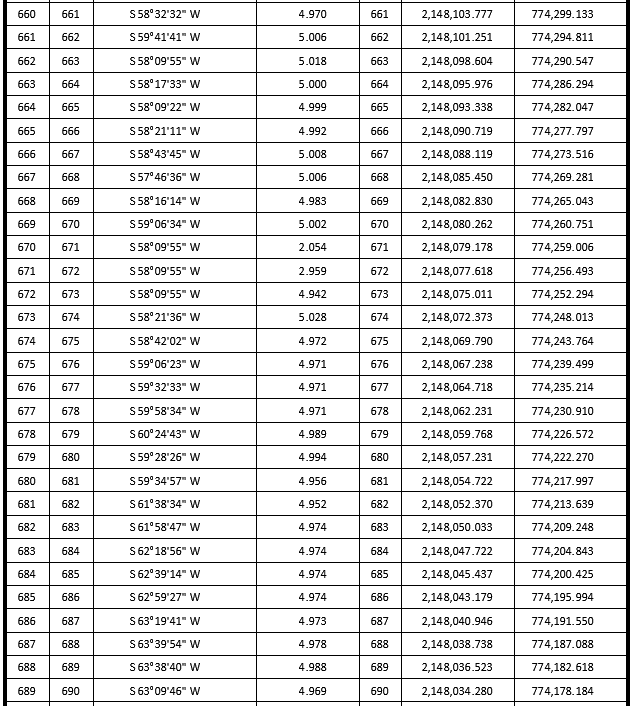 660 661 S 58°32'32" W 4.970 661 2,148,103.777 774,299.133
661 662 S 59°41'41" W 5.006 662 2,148,101.251 774,294.811
662 663 S 58°09'55" W 5.018 663 2,148,098.604 774,290.547
663 664 S 58°17'33" W 5.000 664 2,148,095.976 774,286.294
664 665 S 58°09'22" W 4.999 665 2,148,093.338 774,282.047
665 666 S 58°21'11" W 4.992 666 2,148,090.719 774,277.797
666 667 S 58°43'45" W 5.008 667 2,148,088.119 774,273.516
667 668 S 57°46'36" W 5.006 668 2,148,085.450 774,269.281
668 669 S 58°16'14" W 4.983 669 2,148,082.830 774,265.043
669 670 S 59°06'34" W 5.002 670 2,148,080.262 774,260.751
670 671 S 58°09'55" W 2.054 671 2,148,079.178 774,259.006
671 672 S 58°09'55" W 2.959 672 2,148,077.618 774,256.493
672 673 S 58°09'55" W 4.942 673 2,148,075.011 774,252.294
673 674 S 58°21'36" W 5.028 674 2,148,072.373 774,248.013
674 675 S 58°42'02" W 4.972 675 2,148,069.790 774,243.764
675 676 S 59°06'23" W 4.971 676 2,148,067.238 774,239.499
676 677 S 59°32'33" W 4.971 677 2,148,064.718 774,235.214
677 678 S 59°58'34" W 4.971 678 2,148,062.231 774,230.910
678 679 S 60°24'43" W 4.989 679 2,148,059.768 774,226.572
679 680 S 59°28'26" W 4.994 680 2,148,057.231 774,222.270
680 681 S 59°34'57" W 4.956 681 2,148,054.722 774,217.997
681 682 S 61°38'34" W 4.952 682 2,148,052.370 774,213.639
682 683 S 61°58'47" W 4.974 683 2,148,050.033 774,209.248
683 684 S 62°18'56" W 4.974 684 2,148,047.722 774,204.843
684 685 S 62°39'14" W 4.974 685 2,148,045.437 774,200.425
685 686 S 62°59'27" W 4.974 686 2,148,043.179 774,195.994
686 687 S 63°19'41" W 4.973 687 2,148,040.946 774,191.550
687 688 S 63°39'54" W 4.978 688 2,148,038.738 774,187.088
688 689 S 63°38'40" W 4.988 689 2,148,036.523 774,182.618
689 690 S 63°09'46" W 4.969 690 2,148,034.280 774,178.184